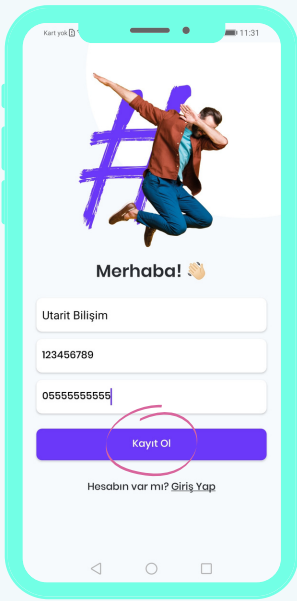 Kart yok 11:31
#
Merhaba! 👋🏻
Utarit Bilişim
123456789
05555555555
Kayıt Ol
Hesabın var mı? Giriş Yap